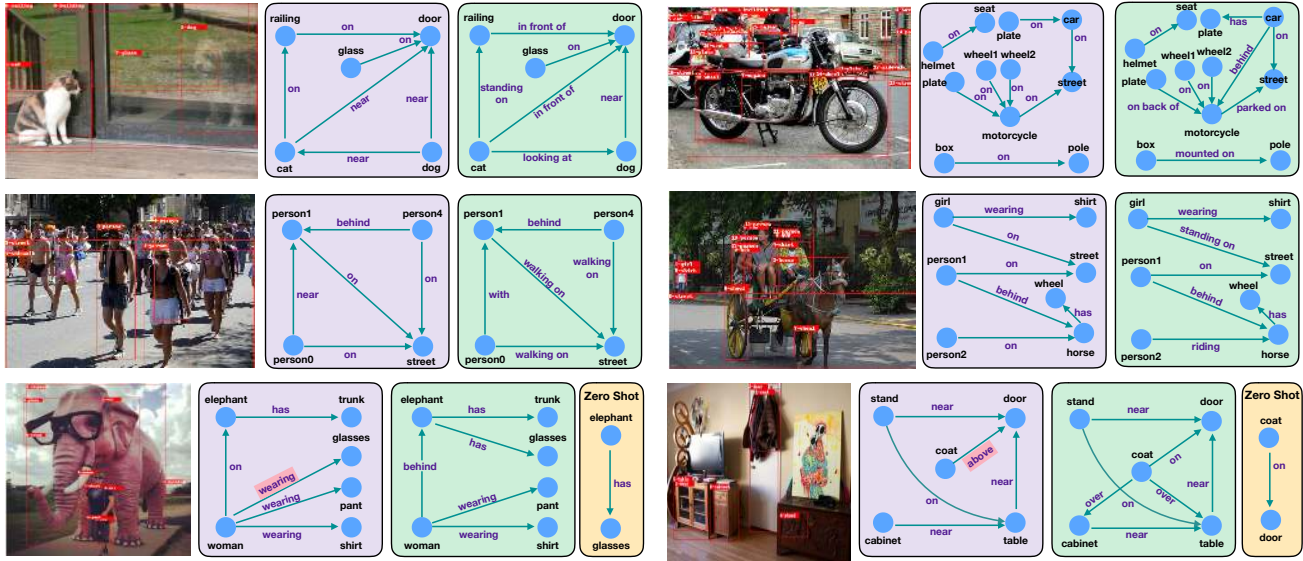 railing
on
door
on
glass
on
near
near
cat
near
dog
railing
in front of
door
glass
on
standing
on
in front of
near
cat
looking at
dog
seat
on
car
plate
on
helmet
wheel1 wheel2
on
plate
on
on
street
on
motorcycle
box
on
pole
seat
has
car
plate
on
helmet
wheel1 wheel2
behind
on
plate
on
on
street
on back of
parked on
motorcycle
box
mounted on
pole
person1
behind
person4
on
on
near
person0
on
street
person1
behind
person4
walking
on
walking on
with
person0
walking on
street
girl
wearing
shirt
on
street
person1
on
wheel
behind
has
person2
on
horse
girl
wearing
shirt
standing on
street
person1
on
wheel
behind
has
person2
riding
horse
elephant
has
trunk
glasses
on
wearing
wearing
pant
woman
wearing
shirt
elephant
has
trunk
glasses
has
behind
wearing
pant
woman
wearing
shirt
Zero Shot
elephant
has
glasses
stand
near
door
coat
above
near
on
cabinet
near
table
stand
near
door
coat
on
near
over
on
over
cabinet
near
table
Zero Shot
coat
on
door